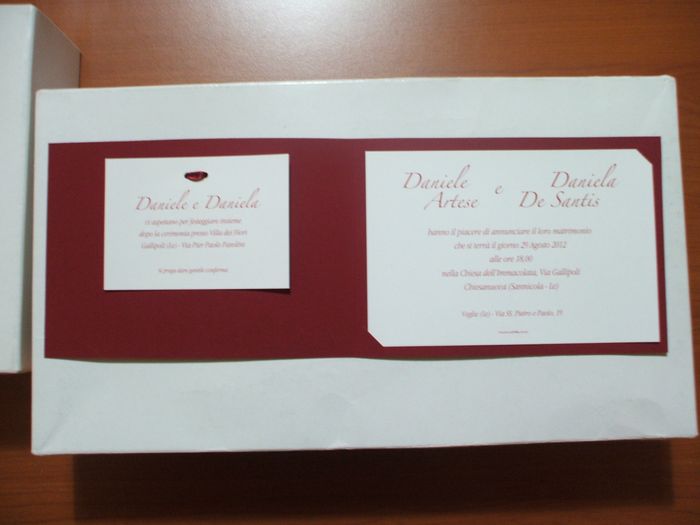 Daniele e Daniela
vi aspettano per festeggiare insieme
dopo la cerimonia presso Villa dei Fiori
Gallipoli (Le) - Via Pier Paolo Pasolini
Si prega dare gentile conferma
Daniele e Daniela
Artese De Santis
hanno il piacere di annunciare il loro matrimonio
che si terrà il giorno 29 Agosto 2012
alle ore 18.00
nella Chiesa dell'Immacolata, Via Gallipoli
Chiesanuova (Sannicola - Le)
Veglie (Le) - Via SS. Pietro e Paolo, 19